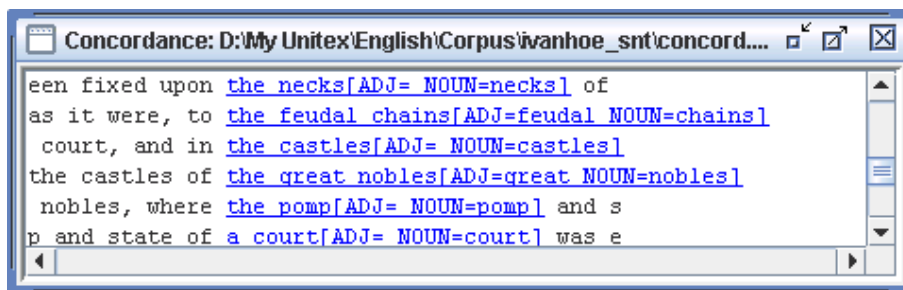 Concordance: D:\My Unitex\English\Corpus\ivanhoe_snt\concord....
een fixed upon the necks[ADJ= NOUN=necks] of
as it were, to the feudal chains[ADJ=feudal NOUN=chains]
court, and in the castles[ADJ= NOUN=castles]
the castles of the great nobles[ADJ=great NOUN=nobles]
nobles, where the pomp[ADJ= NOUN=pomp] and s
p and state of a court[ADJ= NOUN=court] was e